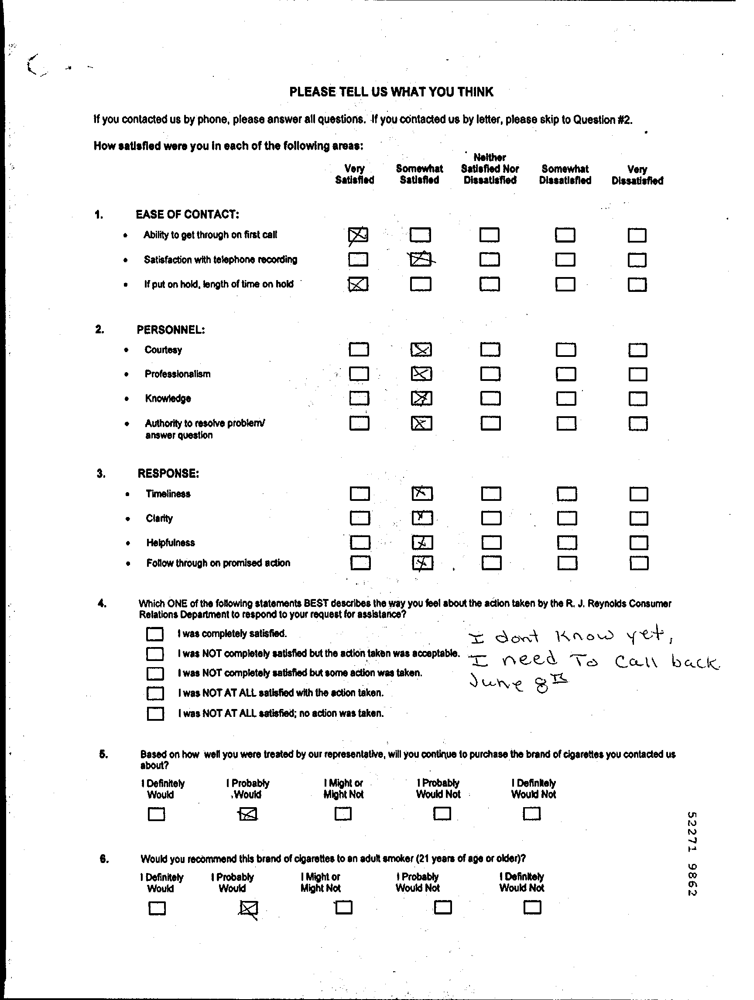 PLEASE TELL US WHAT YOU THINK
If you contacted us by phone, please answer all questions. If you contacted us by letter, please skip to Question #2.
How satisfied were you in each of the following areas:
Very Satisfied Somewhat Satisfied Neither Satisfied Nor Dissatisfied Somewhat Dissatisfied Very Dissatisfied
1. EASE OF CONTACT:
• Ability to get through on first call
• Satisfaction with telephone recording
• If put on hold, length of time on hold
2. PERSONNEL:
• Courtesy
• Professionalism
• Knowledge
• Authority to resolve problem/
answer question
3. RESPONSE:
• Timeliness
• Clarity
• Helpfulness
• Follow through on promised action
4. Which ONE of the following statements BEST describes the way you feel about the action taken by the R. J. Reynolds Consumer
Relations Department to respond to your request for assistance?
I was completely satisfied.
I was NOT completely satisfied but the action taken was acceptable.
I was NOT completely satisfied but some action was taken.
I was NOT AT ALL satisfied with the action taken.
I was NOT AT ALL satisfied; no action was taken.
I dont know yet,
I need To call back
June 8th
5. Based on how well you were treated by our representative, will you continue to purchase the brand of cigarettes you contacted us
about?
I Definitely Would I Probably Would I Might or Might Not I Probably Would Not I Definitely Would Not
6. Would you recommend this brand of cigarettes to an adult smoker (21 years of age or older)?
I Definitely Would I Probably Would I Might or Might Not I Probably Would Not I Definitely Would Not
52271 9862